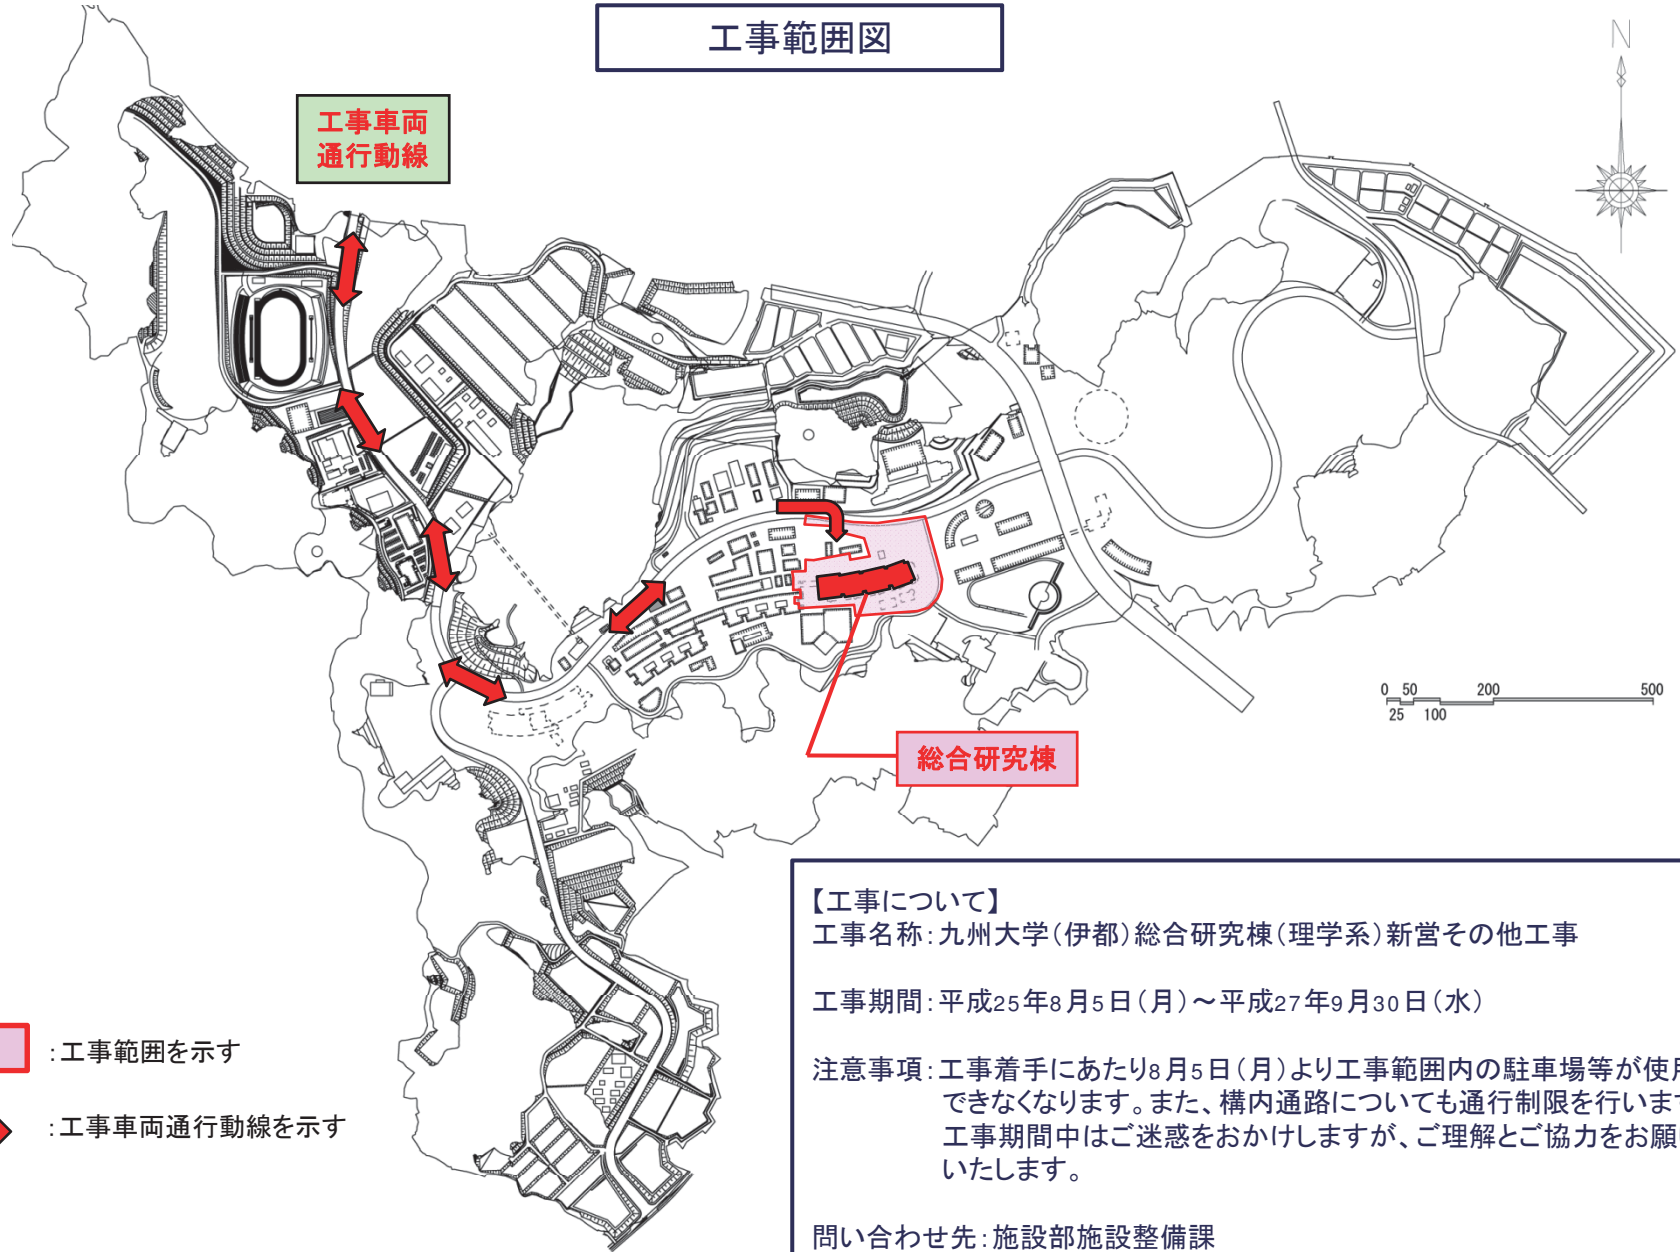 工事範囲図
N
工事車両
通行動線
0 50 200 500
25 100
総合研究棟
【工事について】
工事名称：九州大学（伊都）総合研究棟（理学系）新営その他工事
工事期間：平成25年8月5日（月）～平成27年9月30日（水）
注意事項：工事着手にあたり8月5日（月）より工事範囲内の駐車場等が使用
できなくなります。また、構内通路についても通行制限を行います
工事期間中はご迷惑をおかけしますが、ご理解とご協力をお願
いたします。
問い合わせ先：施設部施設整備課
：工事範囲を示す
：工事車両通行動線を示す